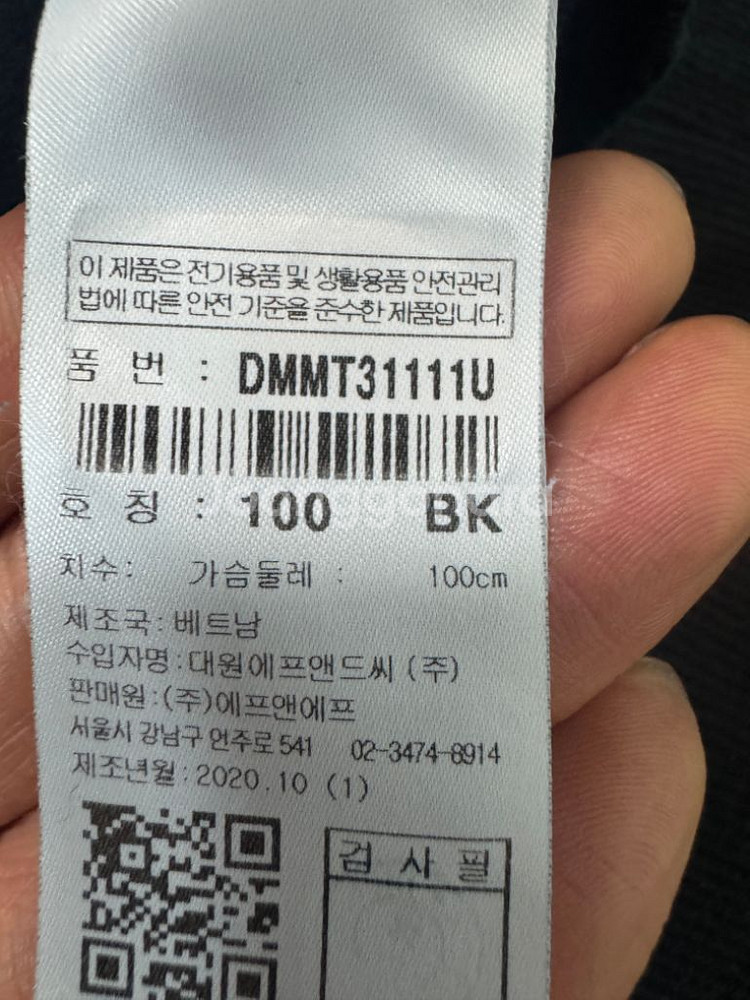 이 제품은 전기용품 및 생활용품 안전관리
법에 따른 안전 기준을 준수한 제품입니다.
품 번 : DMMT31111U
호 칭 : 100 BK
치수: 가슴둘레 : 100cm
제조국:베트남
수입자명:대원에프앤드씨 (주)
판매원:(주)에프앤에프
서울시 강남구 언주로 541 02-3474-8914
제조년월:2020.10 (1)
검 사 필